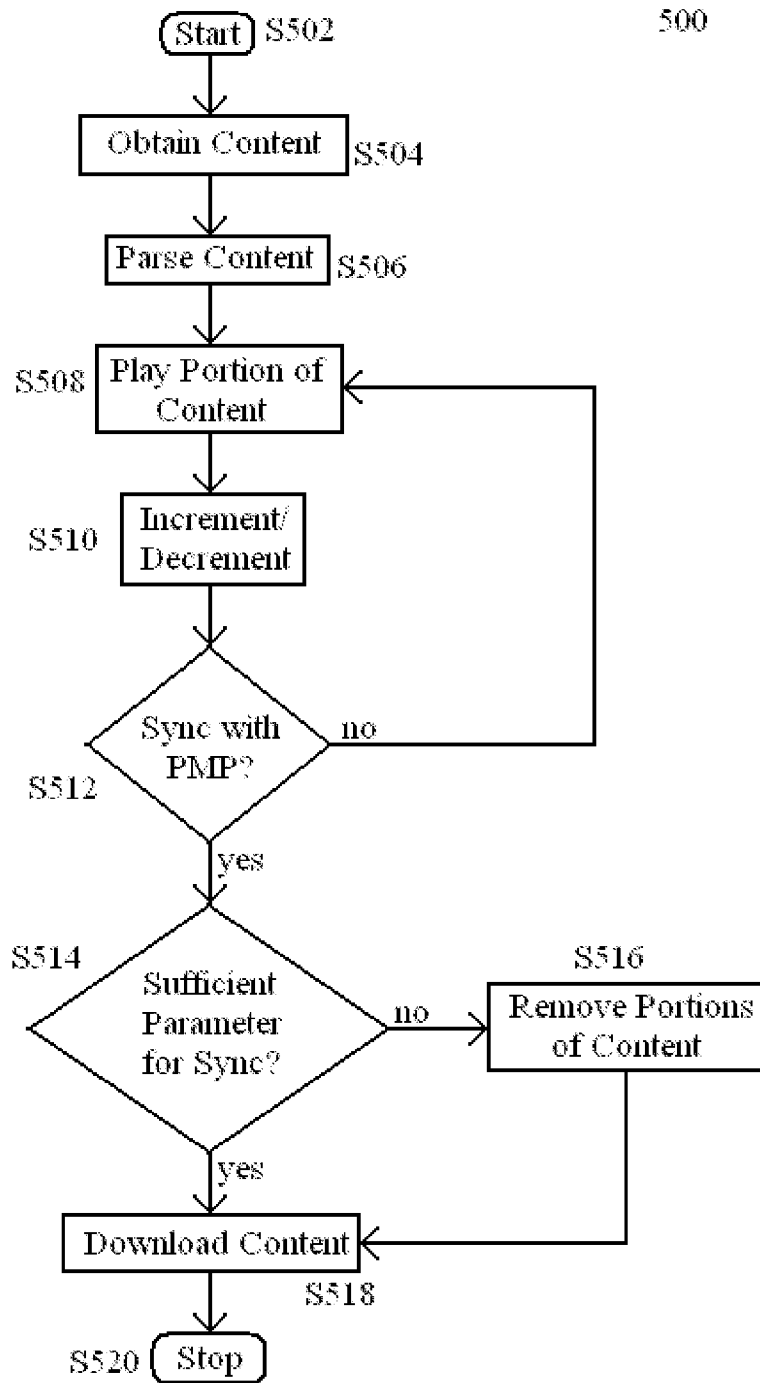 Start S502
500
Obtain Content
S504
Parse Content
S506
S508
Play Portion of
Content
S510
Increment/
Decrement
Sync with
PMP?
no
S512
yes
S514
Sufficient
Parameter
for Sync?
no
S516
Remove Portions
of Content
yes
Download Content
S518
S520
Stop